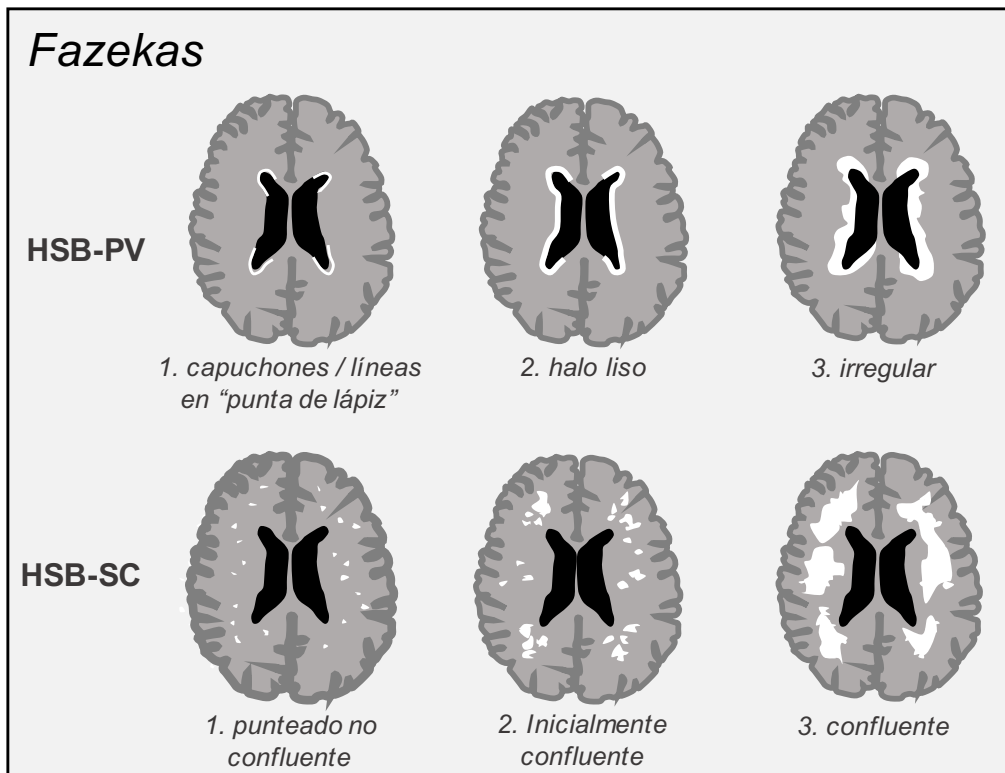 Fazekas
HSB-PV
1. capuchones / líneas
en “punta de lápiz”
2. halo liso
3. irregular
HSB-SC
1. punteado no
confluente
2. Inicialmente
confluente
3. confluente